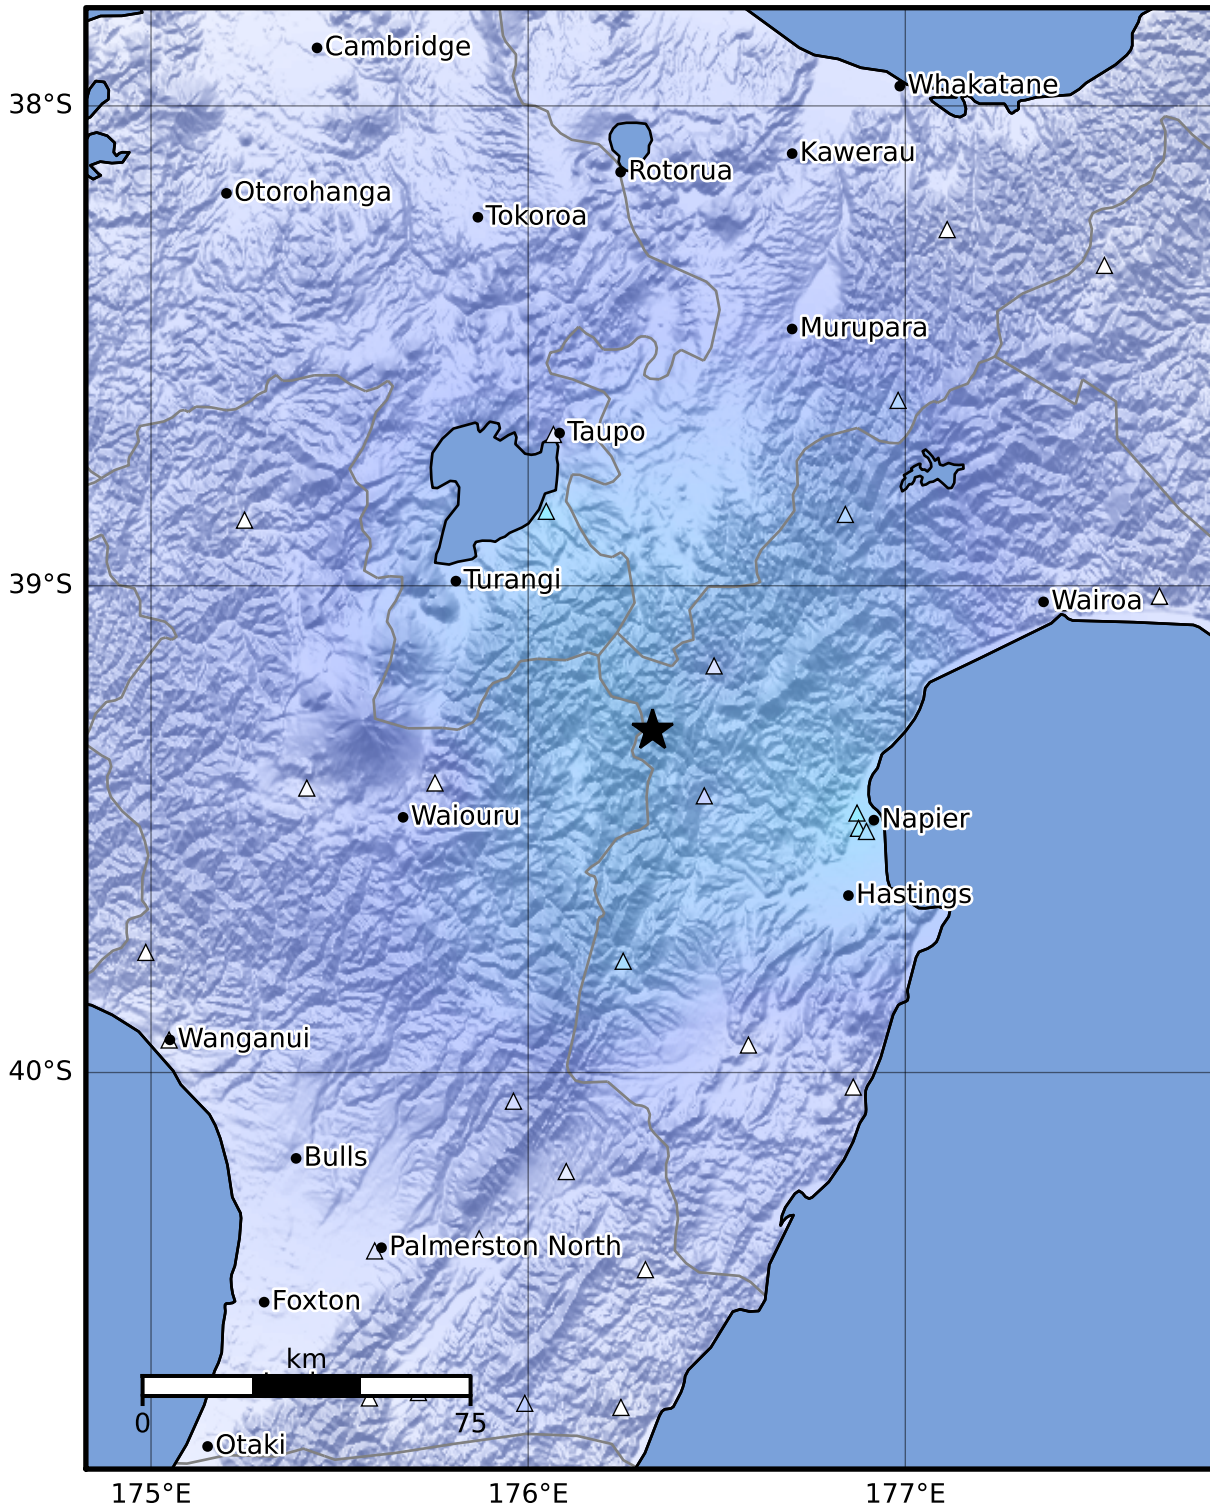 Cambridge
Whakatane
38°S
Kawerau
Rotorua
Otorohanga
Tokoroa
Murupara
Taupo
Turangi
39°S
Wairoa
Waiouru
Napier
Hastings
Wanganui
40°S
Bulls
Palmerston North
Foxton
km
0
75
Otaki
175°E
176°E
177°E